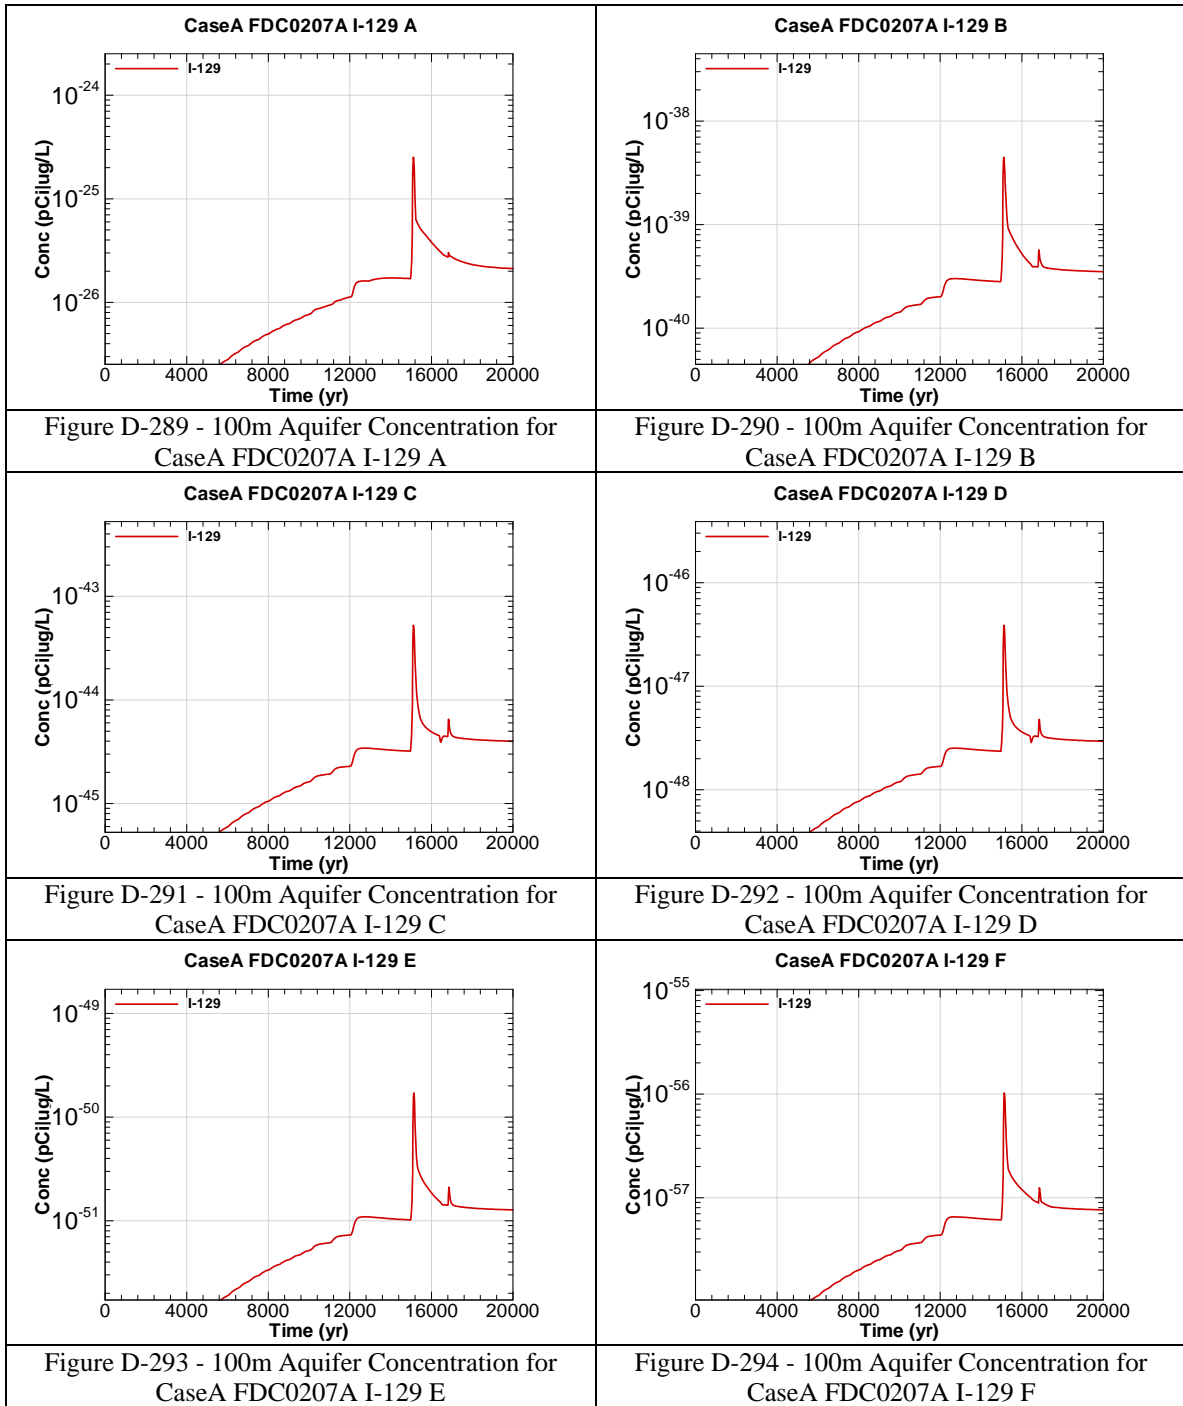 CaseA FDC0207A I-129 A
I-129
10-24
10-25
10-26
Conc (pCi|ug/L)
0 4000 8000 12000 16000 20000
Time (yr)
Figure D-289 - 100m Aquifer Concentration for
CaseA FDC0207A I-129 A
CaseA FDC0207A I-129 B
I-129
10-38
10-39
10-40
Conc (pCi|ug/L)
0 4000 8000 12000 16000 20000
Time (yr)
Figure D-290 - 100m Aquifer Concentration for
CaseA FDC0207A I-129 B
CaseA FDC0207A I-129 C
I-129
10-43
10-44
10-45
Conc (pCi|ug/L)
0 4000 8000 12000 16000 20000
Time (yr)
Figure D-291 - 100m Aquifer Concentration for
CaseA FDC0207A I-129 C
CaseA FDC0207A I-129 D
I-129
10-46
10-47
10-48
Conc (pCi|ug/L)
0 4000 8000 12000 16000 20000
Time (yr)
Figure D-292 - 100m Aquifer Concentration for
CaseA FDC0207A I-129 D
CaseA FDC0207A I-129 E
I-129
10-49
10-50
10-51
Conc (pCi|ug/L)
0 4000 8000 12000 16000 20000
Time (yr)
Figure D-293 - 100m Aquifer Concentration for
CaseA FDC0207A I-129 E
CaseA FDC0207A I-129 F
I-129
10-55
10-56
10-57
Conc (pCi|ug/L)
0 4000 8000 12000 16000 20000
Time (yr)
Figure D-294 - 100m Aquifer Concentration for
CaseA FDC0207A I-129 F